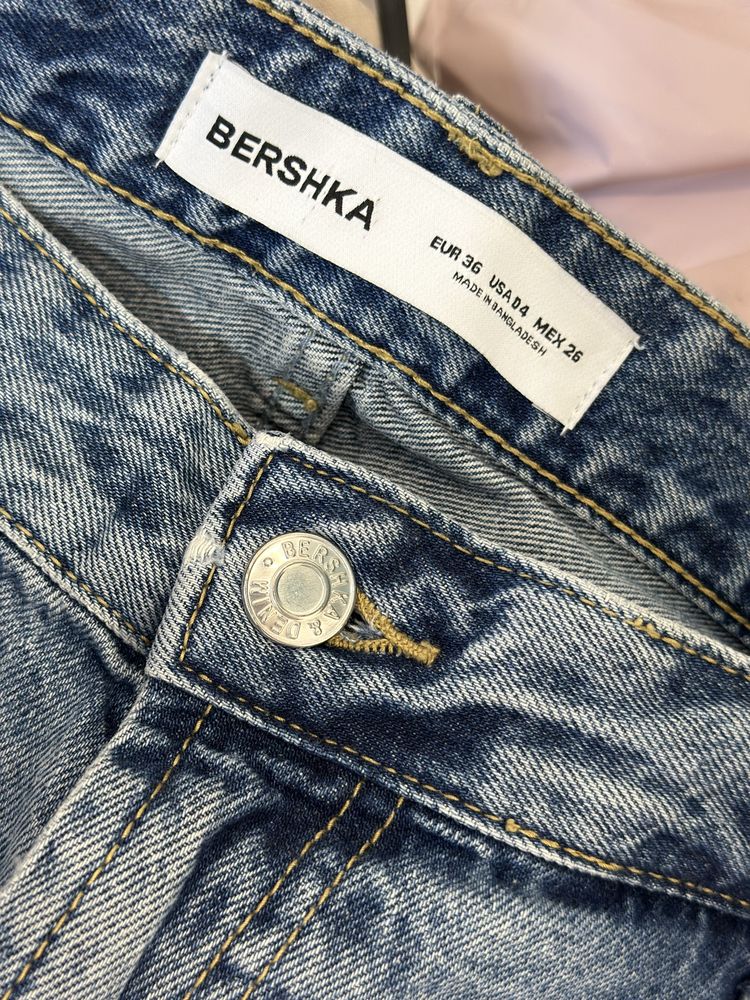 BERSHKA
EUR 36 USA 04 MEX 26
MADE IN BANGLADESH
BERSHKA & DENIM